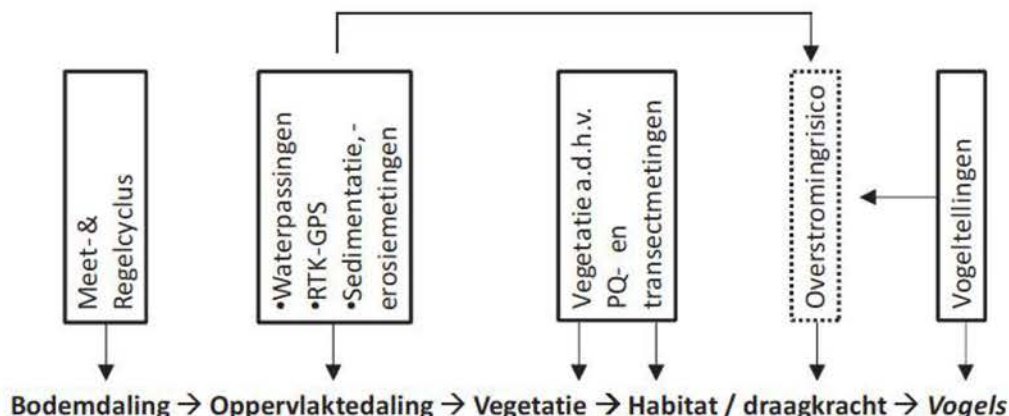 Meet- &
Regelcyclus
•Waterpassingen
•RTK-GPS
•Sedimentatie, -
erosiemetingen
Vegetatie a.d.h.v.
PQ- en
transectmetingen
Overstromingrisico
Vogeltellingen
Bodemdaling → Oppervlaktedaling → Vegetatie → Habitat / draagkracht → Vogels